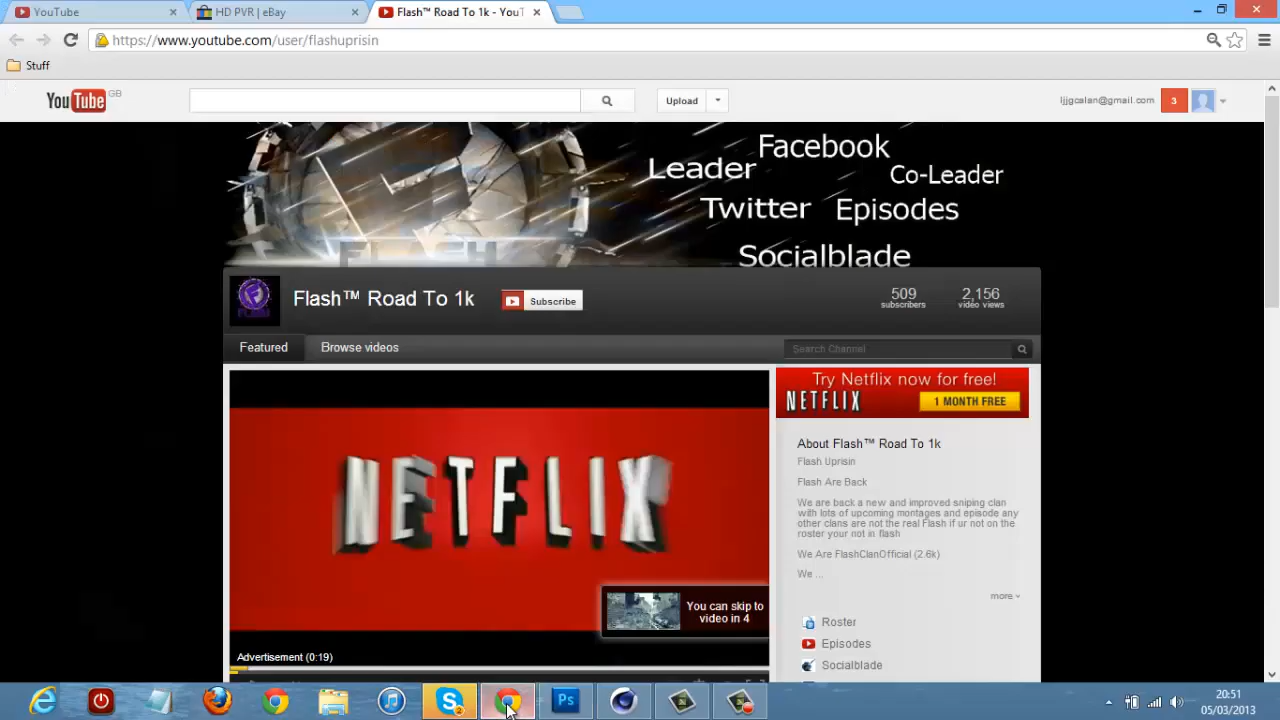 YouTube
HD PVR | eBay
Flash™ Road To 1k - YouT
https://www.youtube.com/user/flashuprisin
Stuff
YouTube GB
Upload
ljjgcalan@gmail.com
3
Facebook
Leader
Co-Leader
Twitter
Episodes
Socialblade
FLASH
Flash™ Road To 1k
Subscribe
509
subscribers
2,156
video views
Featured
Browse videos
Search Channel
NETFLIX
You can skip to
video in 4
Advertisement (0:19)
Try Netflix now for free!
NETFLIX
1 MONTH FREE
About Flash™ Road To 1k
Flash Uprisin
Flash Are Back
We are back a new and improved sniping clan
with lots of upcoming montages and episode any
other clans are not the real Flash if ur not on the
roster your not in flash
We Are FlashClanOfficial (2.6k)
We ...
more
Roster
Episodes
Socialblade
2
Ps
20:51
05/03/2013